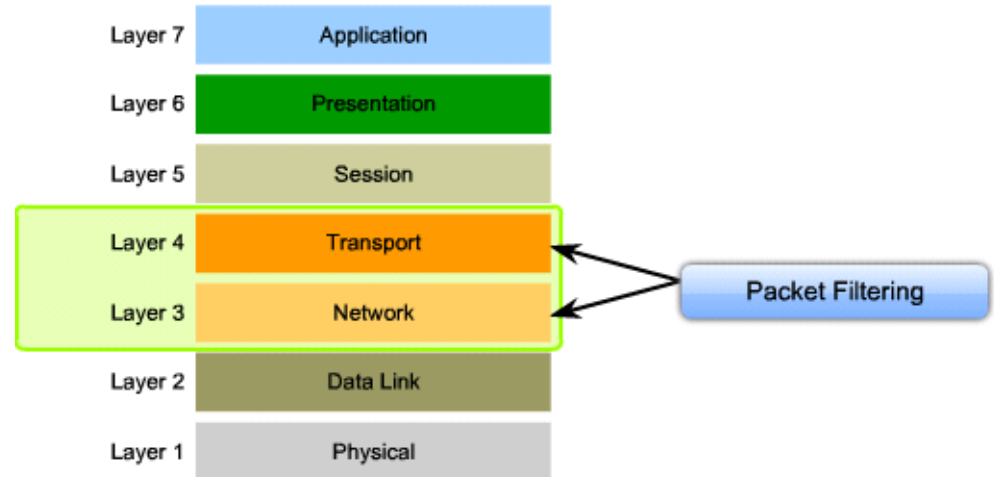 Layer 7 Application
Layer 6 Presentation
Layer 5 Session
Layer 4 Transport
Packet Filtering
Layer 3 Network
Layer 2 Data Link
Layer 1 Physical